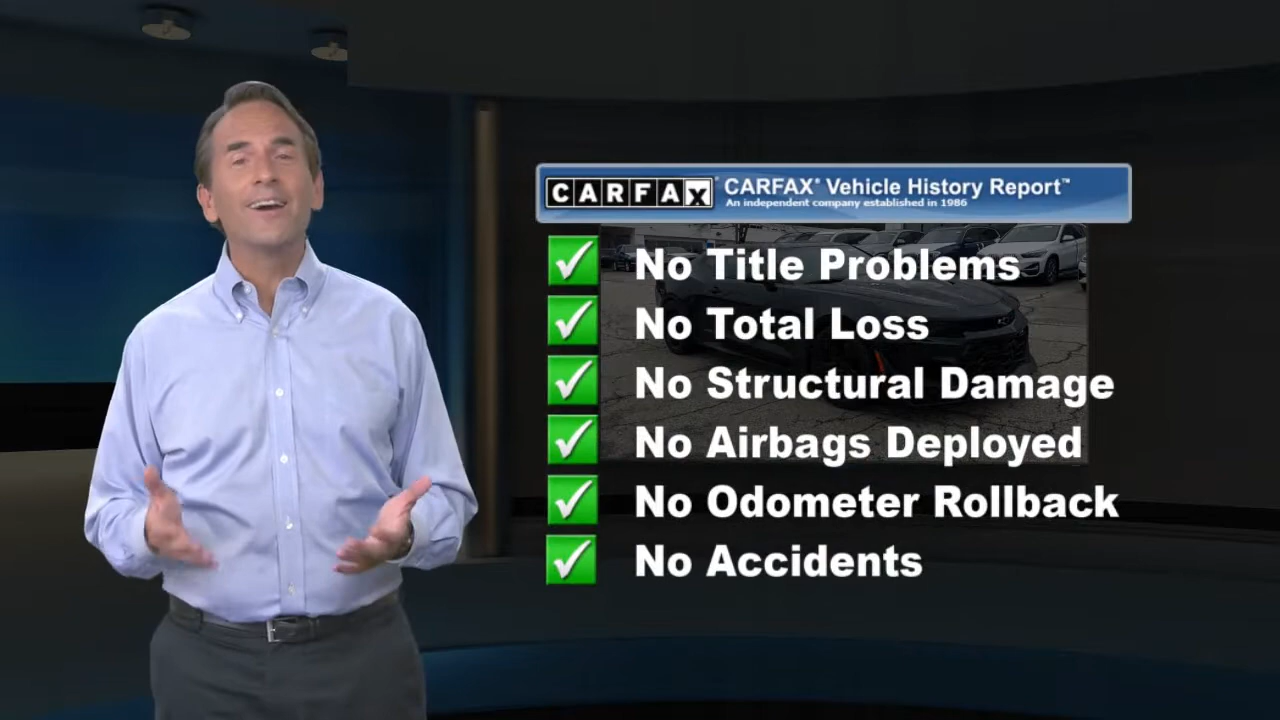 CARFAX
CARFAX® Vehicle History Report™
An independent company established in 1986
No Title Problems
No Total Loss
No Structural Damage
No Airbags Deployed
No Odometer Rollback
No Accidents